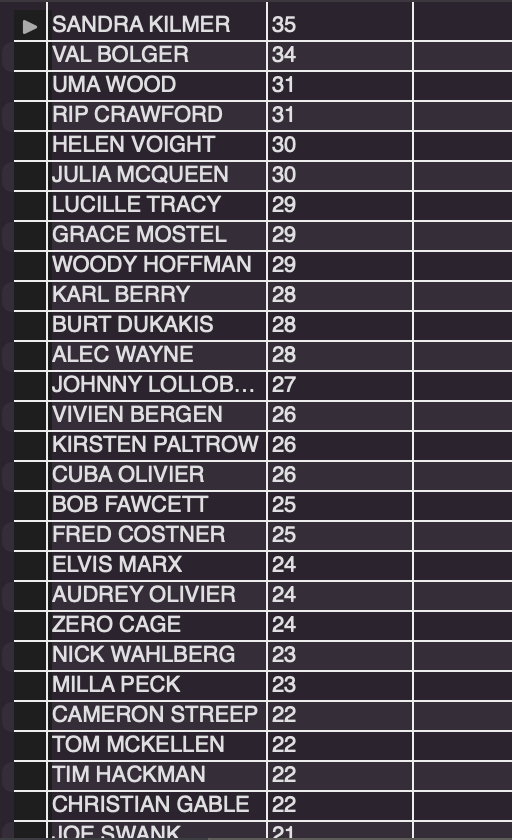 SANDRA KILMER 35
VAL BOLGER 34
UMA WOOD 31
RIP CRAWFORD 31
HELEN VOIGHT 30
JULIA MCQUEEN 30
LUCILLE TRACY 29
GRACE MOSTEL 29
WOODY HOFFMAN 29
KARL BERRY 28
BURT DUKAKIS 28
ALEC WAYNE 28
JOHNNY LOLLOB... 27
VIVIEN BERGEN 26
KIRSTEN PALTROW 26
CUBA OLIVIER 26
BOB FAWCETT 25
FRED COSTNER 25
ELVIS MARX 24
AUDREY OLIVIER 24
ZERO CAGE 24
NICK WAHLBERG 23
MILLA PECK 23
CAMERON STREEP 22
TOM MCKELLEN 22
TIM HACKMAN 22
CHRISTIAN GABLE 22
JOE SWANK 21